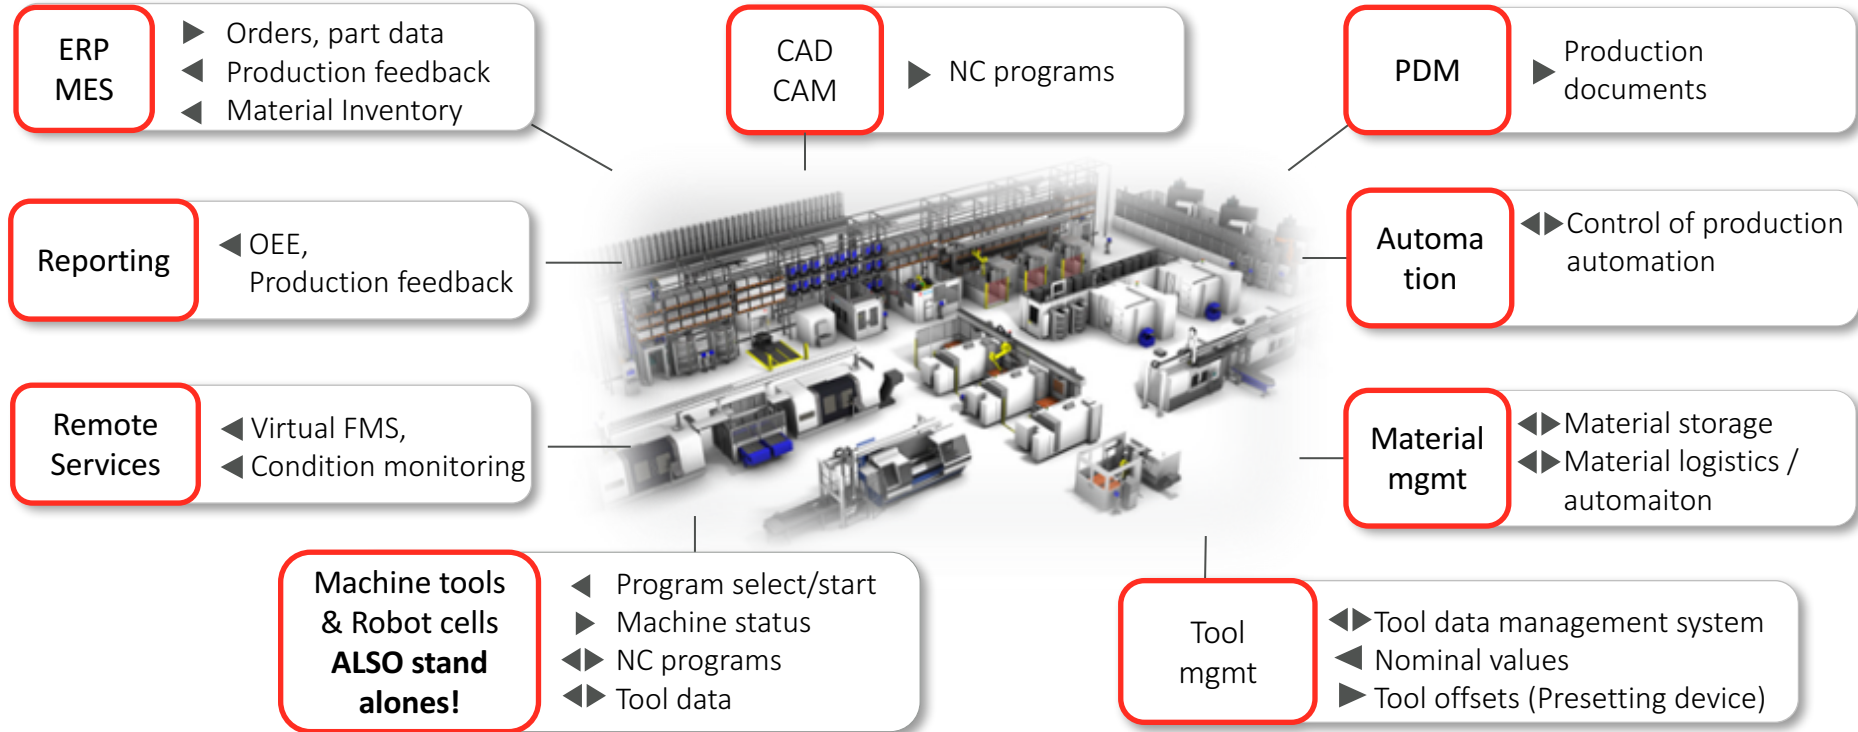 ERP
MES
Orders, part data
Production feedback
Material Inventory
CAD
CAM
NC programs
PDM
Production
documents
Reporting
OEE,
Production feedback
Automa
tion
Control of production
automation
Remote
Services
Virtual FMS,
Condition monitoring
Material
mgmt
Material storage
Material logistics /
automaiton
Machine tools
& Robot cells
ALSO stand
alones!
Program select/start
Machine status
NC programs
Tool data
Tool
mgmt
Tool data management system
Nominal values
Tool offsets (Presetting device)